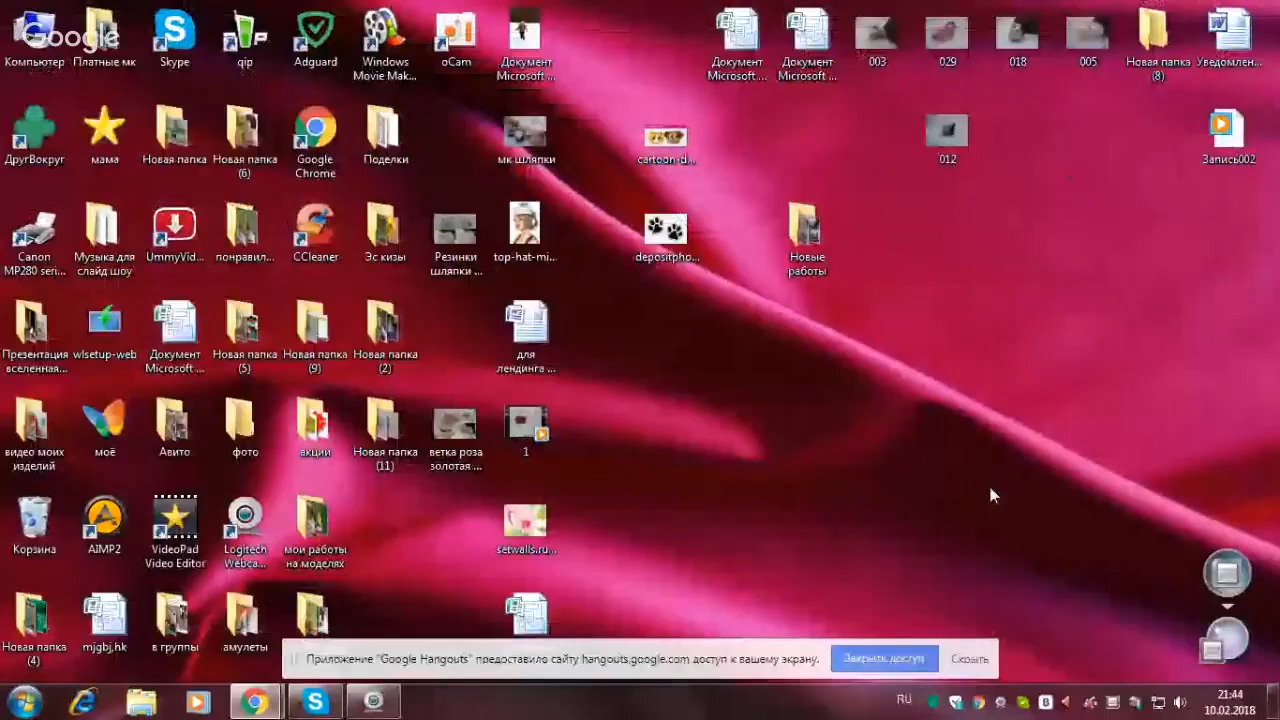 Google
Компьютер
Платные мк
Skype
qip
Adguard
Windows
Movie Mak...
oCam
Документ
Microsoft ...
Документ
Microsoft....
Документ
Microsoft ...
003
029
018
005
Новая папка
(8)
Уведомлен...
ДругВокруг
мама
Новая папка
Новая папка
(6)
Google
Chrome
Поделки
мк шляпки
cartoon-d...
012
Запись002
Canon
MP280 seri...
Музыка для
слайд шоу
UmmyVid...
понравил...
CCleaner
Эс кизы
Резинки
шляпки ...
top-hat-mi...
depositpho...
Новые
работы
Презентация
вселенная...
wlsetup-web
Документ
Microsoft ...
Новая папка
(5)
Новая папка
(9)
Новая папка
(2)
для
лендинга ...
видео моих
изделий
моё
Авито
фото
акции
Новая папка
(11)
ветка роза
золотая ...
1
Корзина
AIMP2
VideoPad
Video Editor
Logitech
Webca...
мои работы
на моделях
setwalls.ru...
Новая папка
(4)
mjgbj,hk
в группы
амулеты
Приложение "Google Hangouts" предоставило сайту hangouts.google.com доступ к вашему экрану.
Закрыть доступ
Скрыть
RU
21:44
10.02.2018